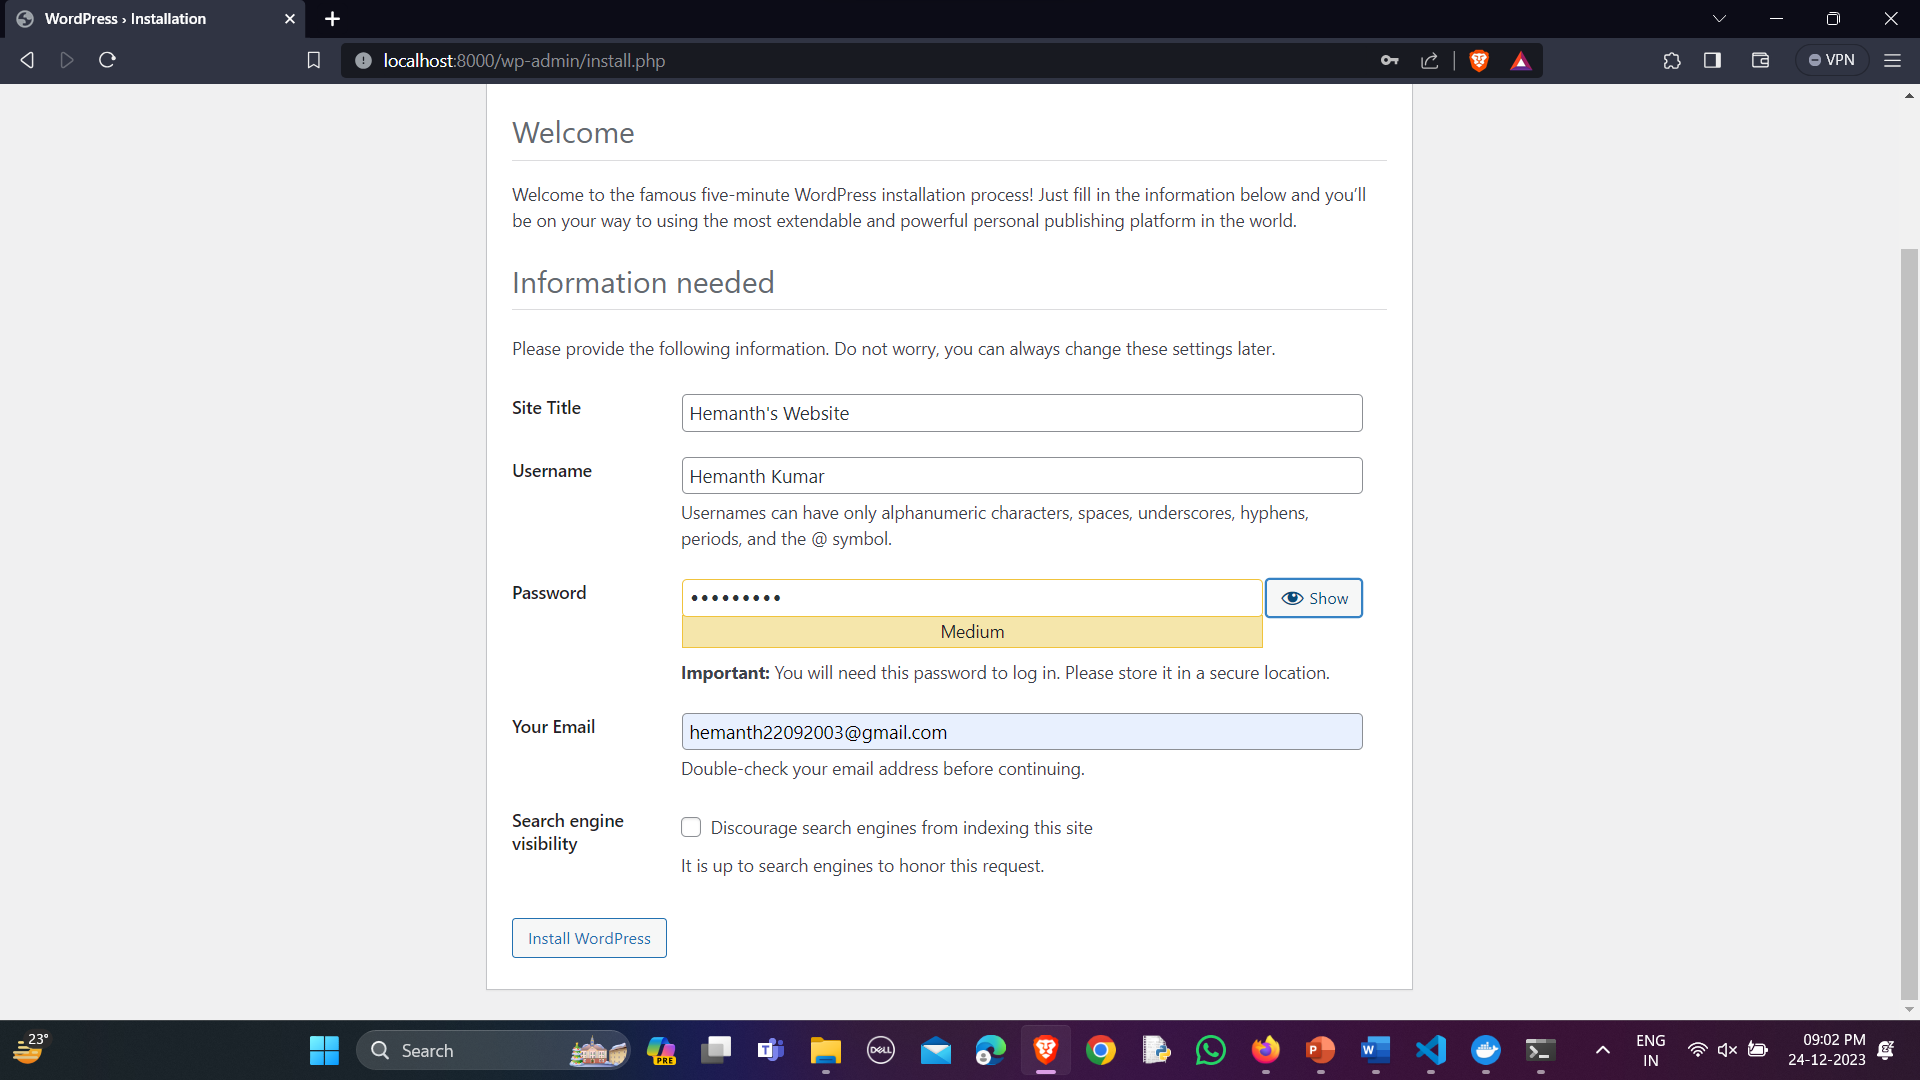 WordPress › Installation
localhost:8000/wp-admin/install.php
VPN
Welcome
Welcome to the famous five-minute WordPress installation process! Just fill in the information below and you’ll
be on your way to using the most extendable and powerful personal publishing platform in the world.
Information needed
Please provide the following information. Do not worry, you can always change these settings later.
Site Title
Hemanth's Website
Username
Hemanth Kumar
Usernames can have only alphanumeric characters, spaces, underscores, hyphens,
periods, and the @ symbol.
Password
•••••••••
Show
Medium
Important: You will need this password to log in. Please store it in a secure location.
Your Email
hemanth22092003@gmail.com
Double-check your email address before continuing.
Search engine
visibility
Discourage search engines from indexing this site
It is up to search engines to honor this request.
Install WordPress
23°
Search
PRE
DELL
ENG
IN
09:02 PM
24-12-2023